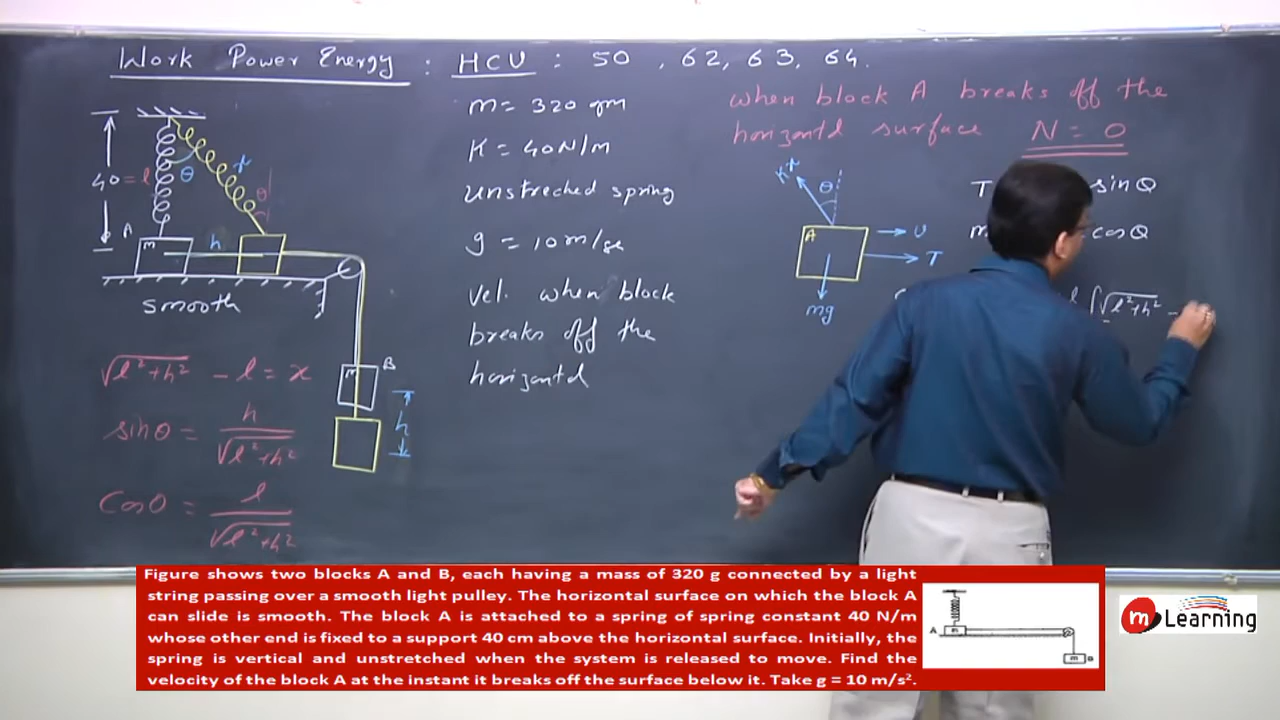 Work Power Energy : HCU : 50 , 62, 63, 64.
40 = l
θ
x
θ
A
m
h
smooth
B
m
h
√l²+h² - l = x
sinθ = h / √l²+h²
Cosθ = l / √l²+h²
m = 320 gm
K = 40N/m
unstreched spring
g = 10m/se
Vel. when block
breaks off the
horizontal
when block A breaks off the
horizontal surface N = 0
Kx
θ
A
υ
T
mg
T
sinθ
m
cosθ
∫√l²+h² -
Figure shows two blocks A and B, each having a mass of 320 g connected by a light
string passing over a smooth light pulley. The horizontal surface on which the block A
can slide is smooth. The block A is attached to a spring of spring constant 40 N/m
whose other end is fixed to a support 40 cm above the horizontal surface. Initially, the
spring is vertical and unstretched when the system is released to move. Find the
velocity of the block A at the instant it breaks off the surface below it. Take g = 10 m/s².
A
m
m
B
m Learning